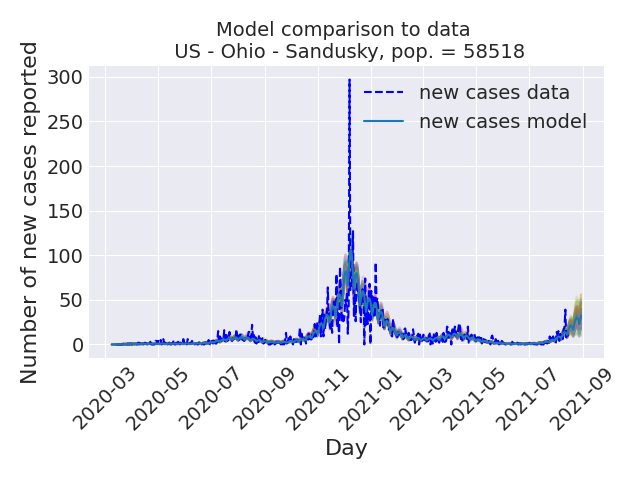 Model comparison to data
US - Ohio - Sandusky, pop. = 58518
Number of new cases reported
300
250
200
150
100
50
0
new cases data
new cases model
2020-03
2020-05
2020-07
2020-09
2020-11
2021-01
2021-03
2021-05
2021-07
2021-09
Day